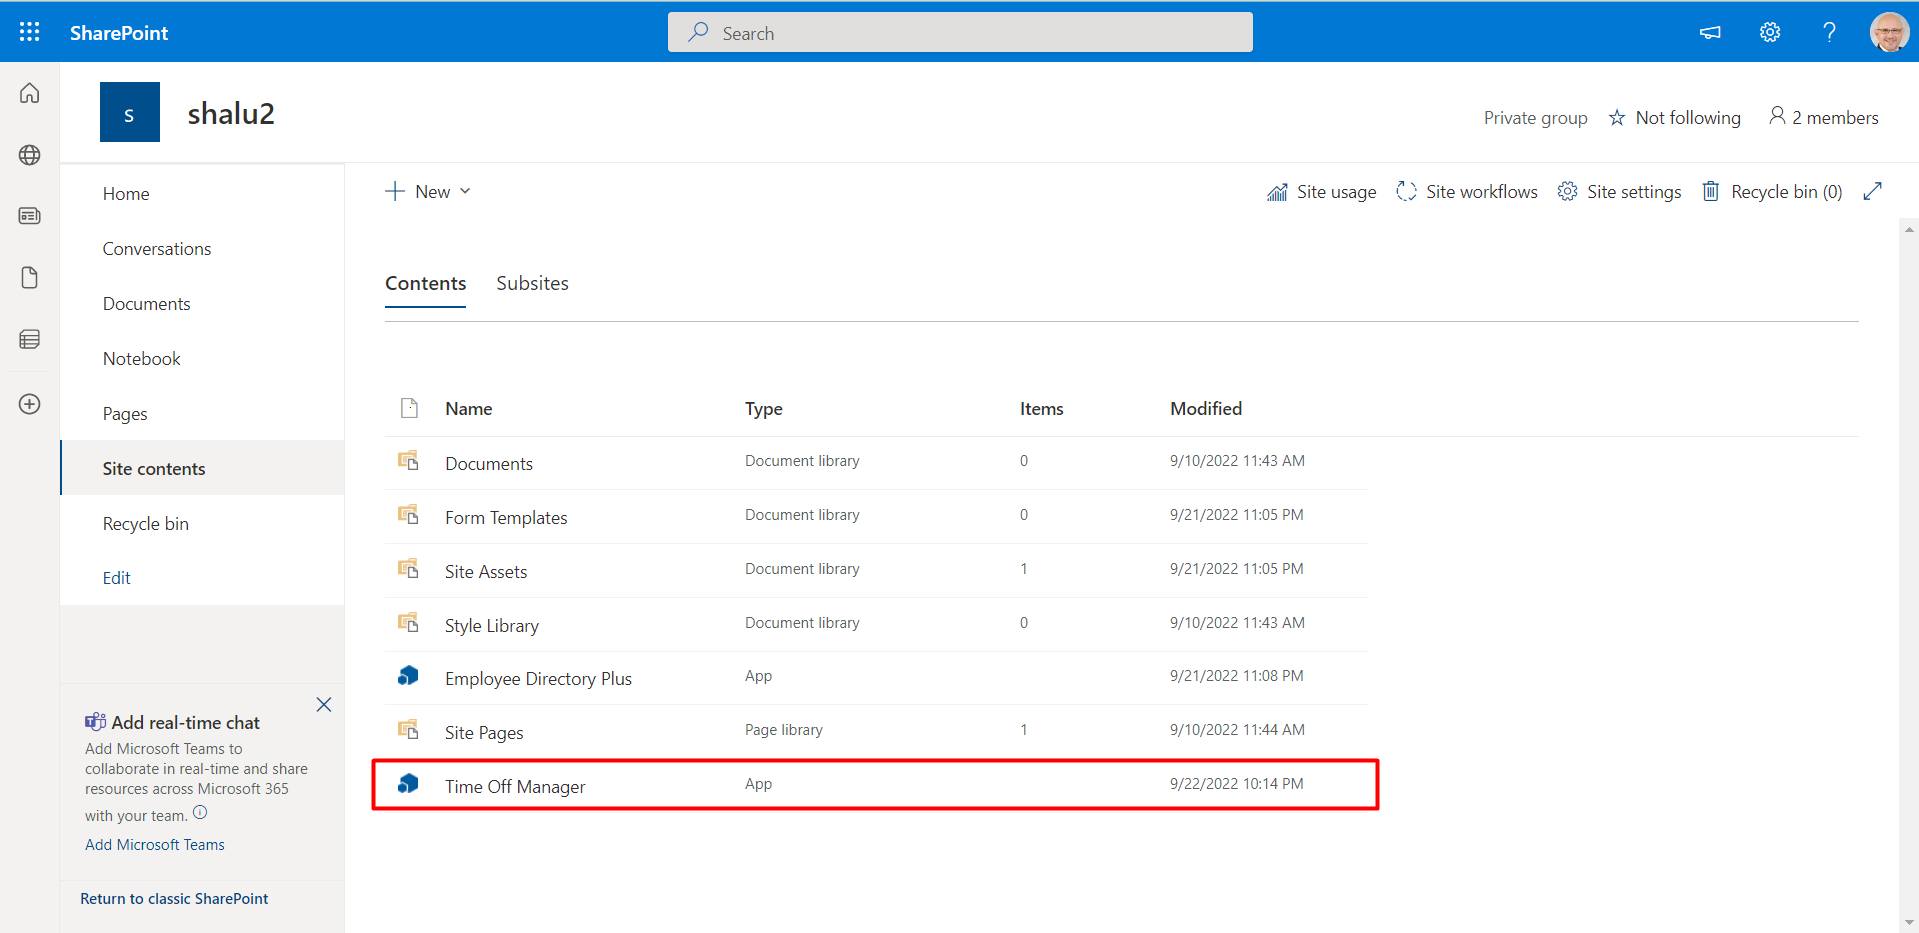 SharePoint
Search
S
shalu2
Private group
Not following
2 members
Home
Conversations
Documents
Notebook
Pages
Site contents
Recycle bin
Edit
New
Site usage
Site workflows
Site settings
Recycle bin (0)
Contents
Subsites
Name Type Items Modified
Documents Document library 0 9/10/2022 11:43 AM
Form Templates Document library 0 9/21/2022 11:05 PM
Site Assets Document library 1 9/21/2022 11:05 PM
Style Library Document library 0 9/10/2022 11:43 AM
Employee Directory Plus App 9/21/2022 11:08 PM
Site Pages Page library 1 9/10/2022 11:44 AM
Time Off Manager App 9/22/2022 10:14 PM
Add real-time chat
Add Microsoft Teams to
collaborate in real-time and share
resources across Microsoft 365
with your team.
Add Microsoft Teams
Return to classic SharePoint